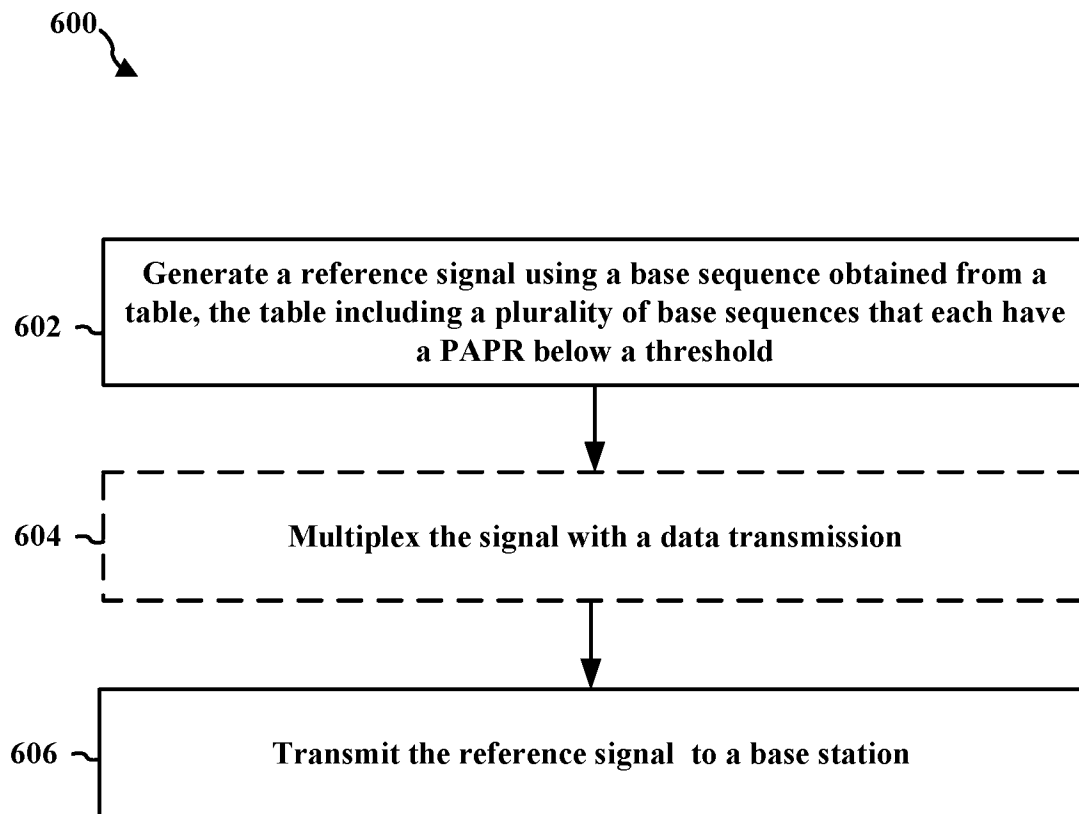 600
602
Generate a reference signal using a base sequence obtained from a
table, the table including a plurality of base sequences that each have
a PAPR below a threshold
604
Multiplex the signal with a data transmission
606
Transmit the reference signal to a base station